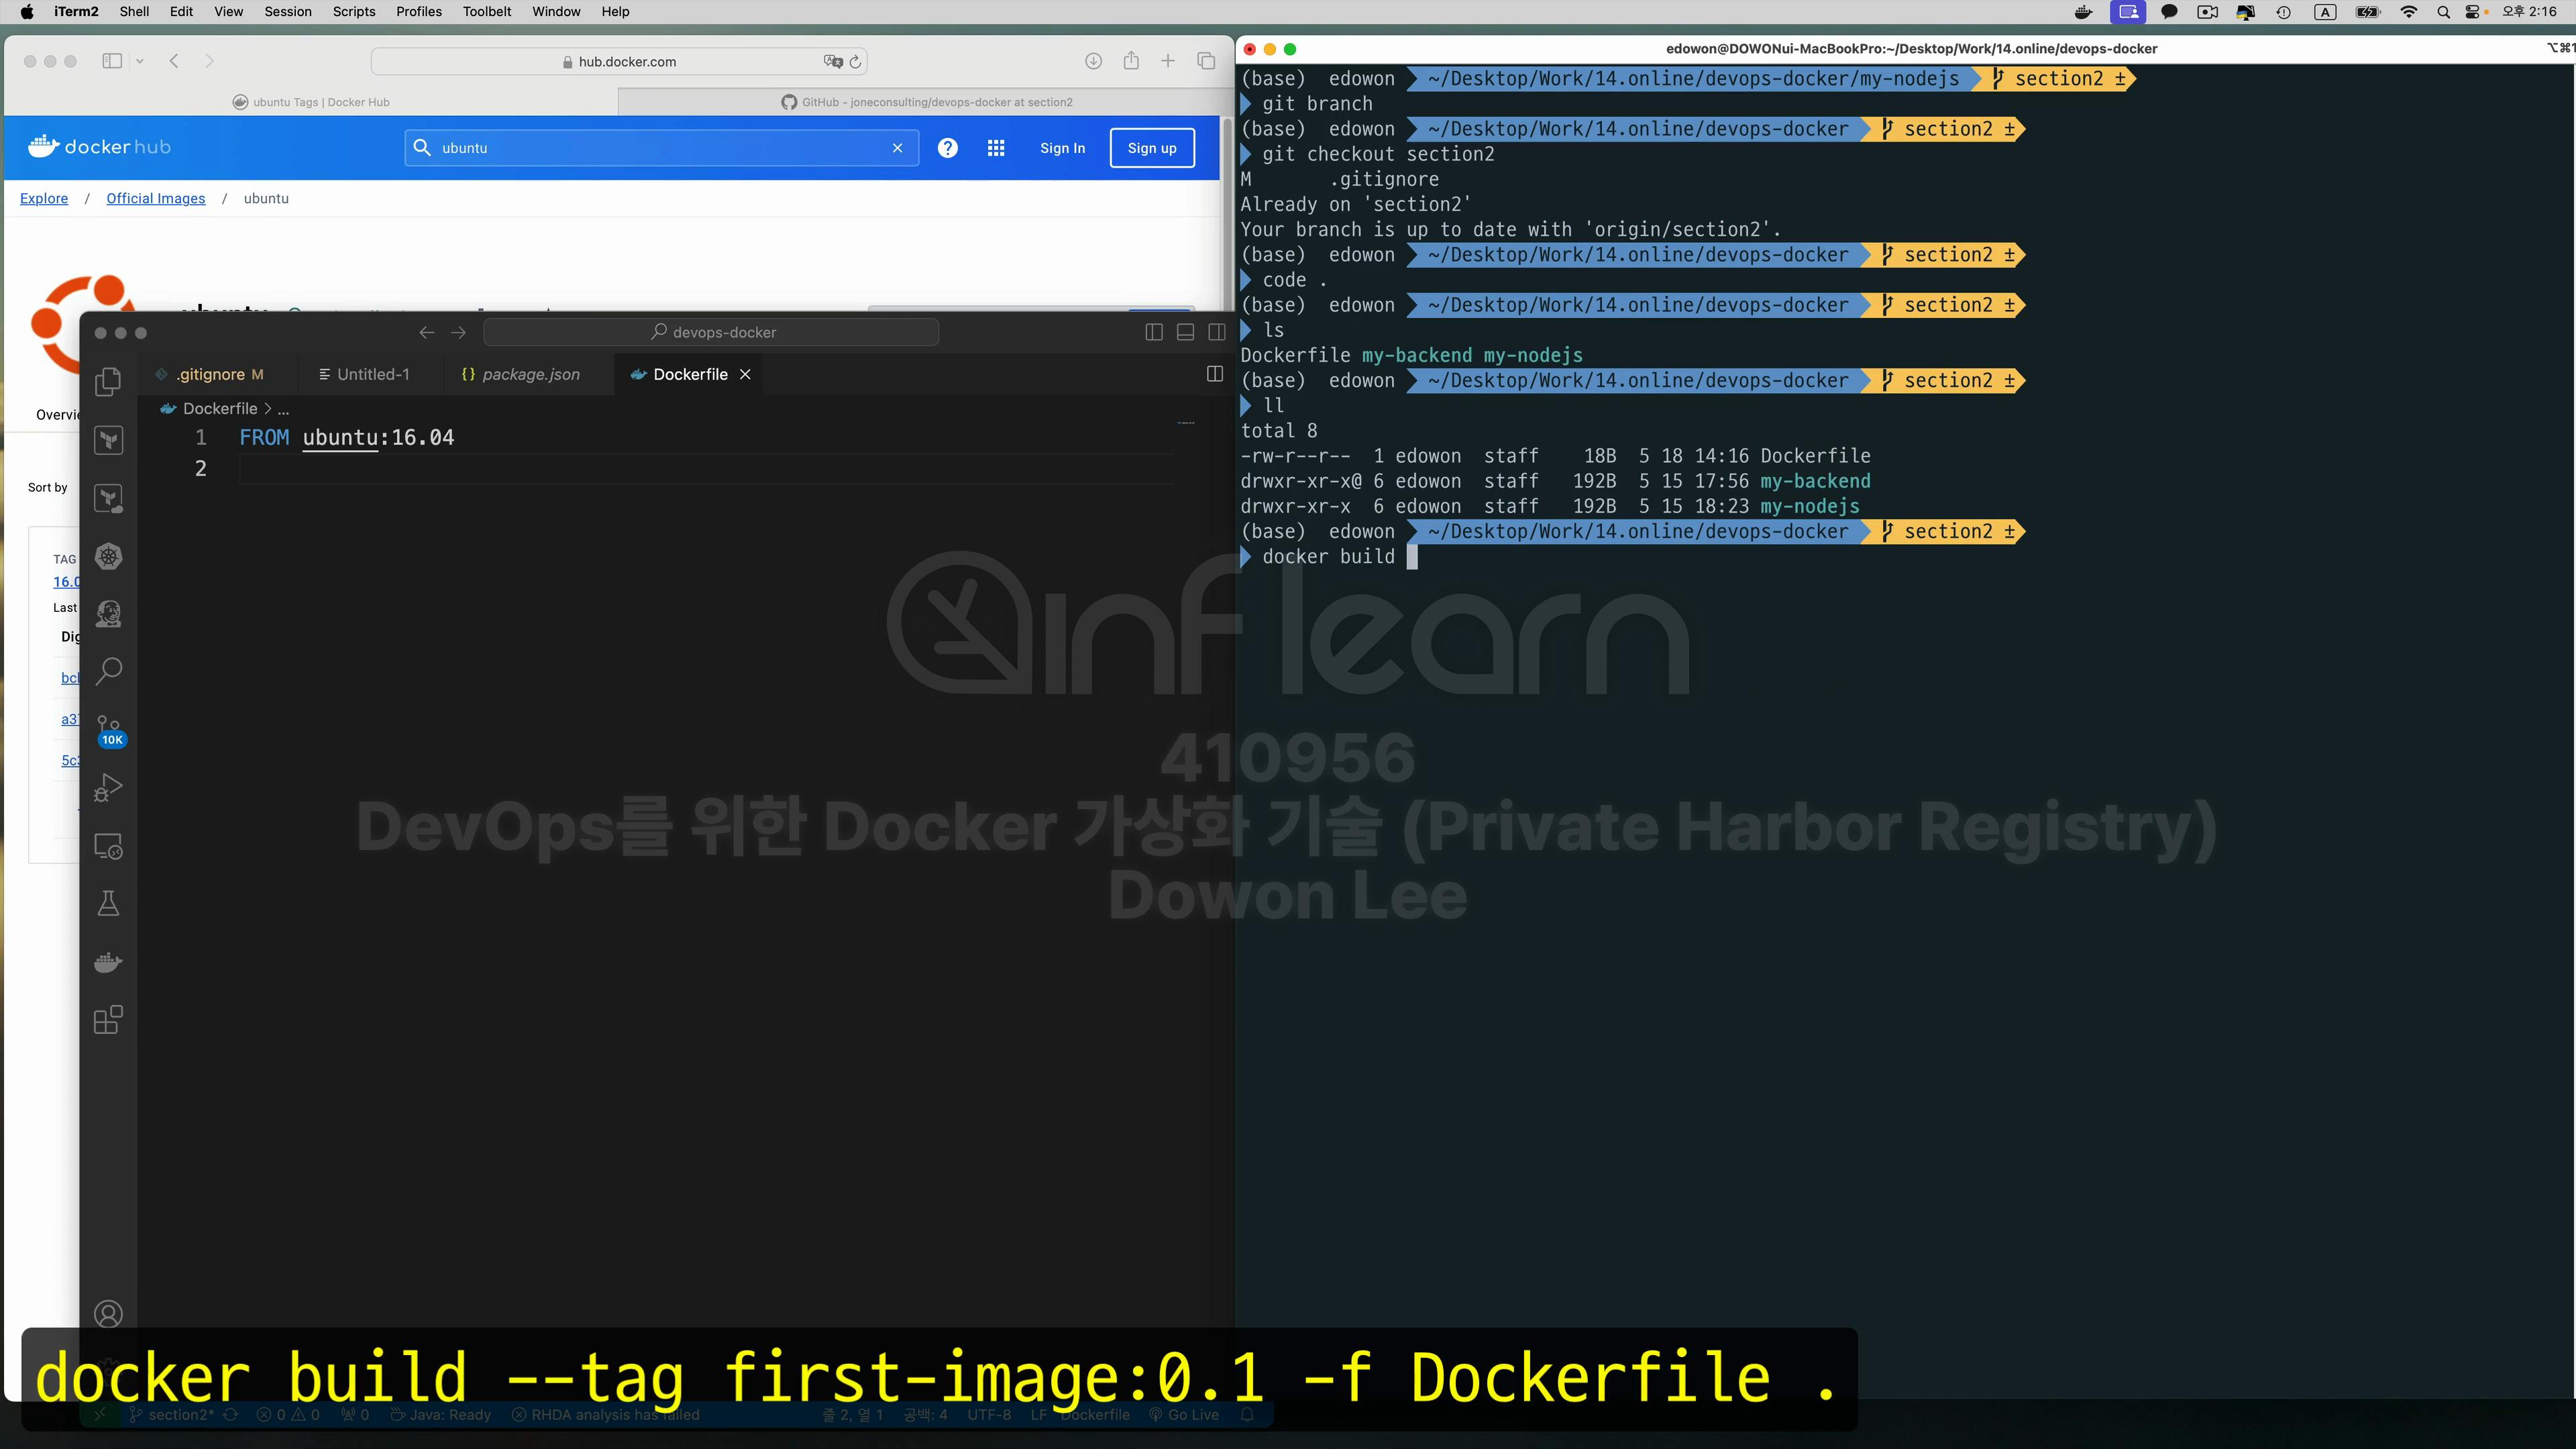 iTerm2 Shell Edit View Session Scripts Profiles Toolbelt Window Help
A
오후 2:16
hub.docker.com
ubuntu Tags | Docker Hub
GitHub - joneconsulting/devops-docker at section2
docker hub
ubuntu
Sign In
Sign up
Explore / Official Images / ubuntu
Sort by
TAG
Last
devops-docker
.gitignore M
Untitled-1
package.json
Dockerfile
Dockerfile > ...
1 FROM ubuntu:16.04
2
10K
edowon@DOWONui-MacBookPro:~/Desktop/Work/14.online/devops-docker
(base) edowon ~/Desktop/Work/14.online/devops-docker/my-nodejs section2 ±
git branch
(base) edowon ~/Desktop/Work/14.online/devops-docker section2 ±
git checkout section2
M .gitignore
Already on 'section2'
Your branch is up to date with 'origin/section2'.
(base) edowon ~/Desktop/Work/14.online/devops-docker section2 ±
code .
(base) edowon ~/Desktop/Work/14.online/devops-docker section2 ±
ls
Dockerfile my-backend my-nodejs
(base) edowon ~/Desktop/Work/14.online/devops-docker section2 ±
ll
total 8
-rw-r--r-- 1 edowon staff 18B 5 18 14:16 Dockerfile
drwxr-xr-x@ 6 edowon staff 192B 5 15 17:56 my-backend
drwxr-xr-x 6 edowon staff 192B 5 15 18:23 my-nodejs
(base) edowon ~/Desktop/Work/14.online/devops-docker section2 ±
docker build
inflearn
410956
DevOps를 위한 Docker 가상화 기술 (Private Harbor Registry)
Dowon Lee
docker build --tag first-image:0.1 -f Dockerfile .
section2* 0 0 0 Java: Ready RHDA analysis has failed
줄 2, 열 1 공백: 4 UTF-8 LF Dockerfile Go Live